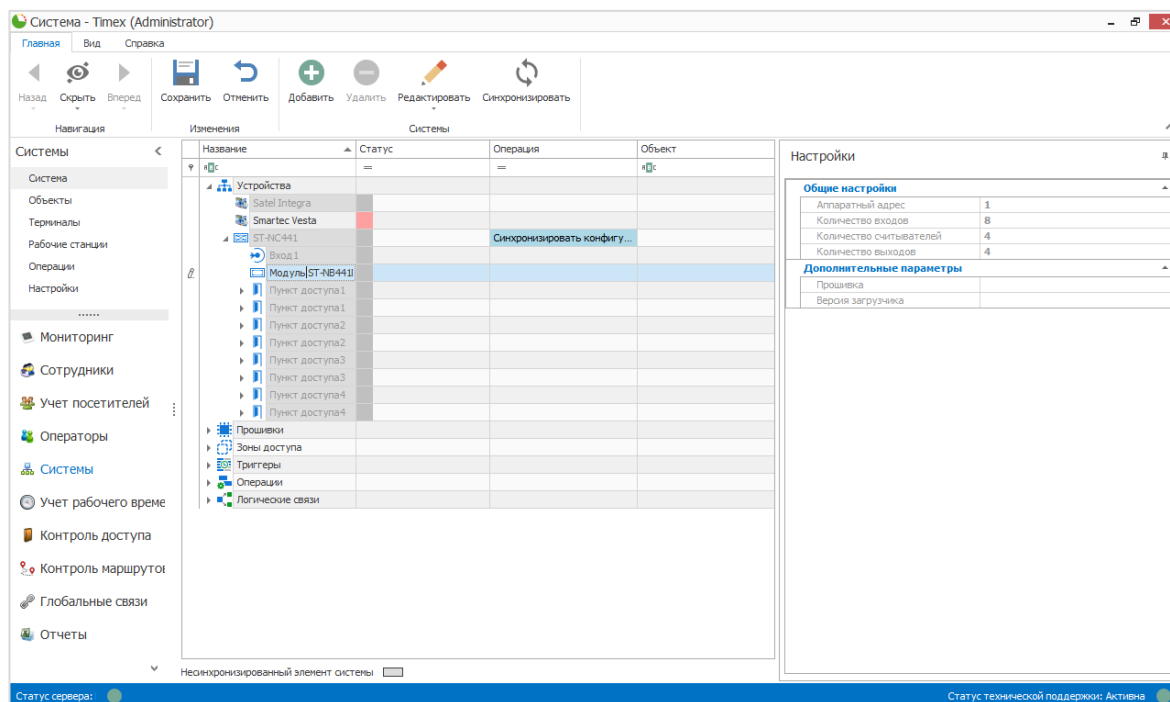 Система - Timex (Administrator)
Главная Вид Справка
Назад Скрыть Вперед Сохранить Отменить Добавить Удалить Редактировать Синхронизировать
Навигация Изменения Системы
Системы
Система
Объекты
Терминалы
Рабочие станции
Операции
Настройки
Мониторинг
Сотрудники
Учет посетителей
Операторы
Системы
Учет рабочего време
Контроль доступа
Контроль маршрутов
Глобальные связи
Отчеты
Название Статус Операция Объект
= =
Устройства
Satel Integra
Smartec Vesta
ST-NC441 Синхронизировать конфигу...
Вход1
Модуль ST-NB441
Пункт доступа1
Пункт доступа1
Пункт доступа2
Пункт доступа2
Пункт доступа3
Пункт доступа3
Пункт доступа4
Пункт доступа4
Прошивки
Зоны доступа
Триггеры
Операции
Логические связи
Несинхронизированный элемент системы
Настройки
Общие настройки
Аппаратный адрес 1
Количество входов 8
Количество считывателей 4
Количество выходов 4
Дополнительные параметры
Прошивка
Версия загрузчика
Статус сервера: Статус технической поддержки: Активна